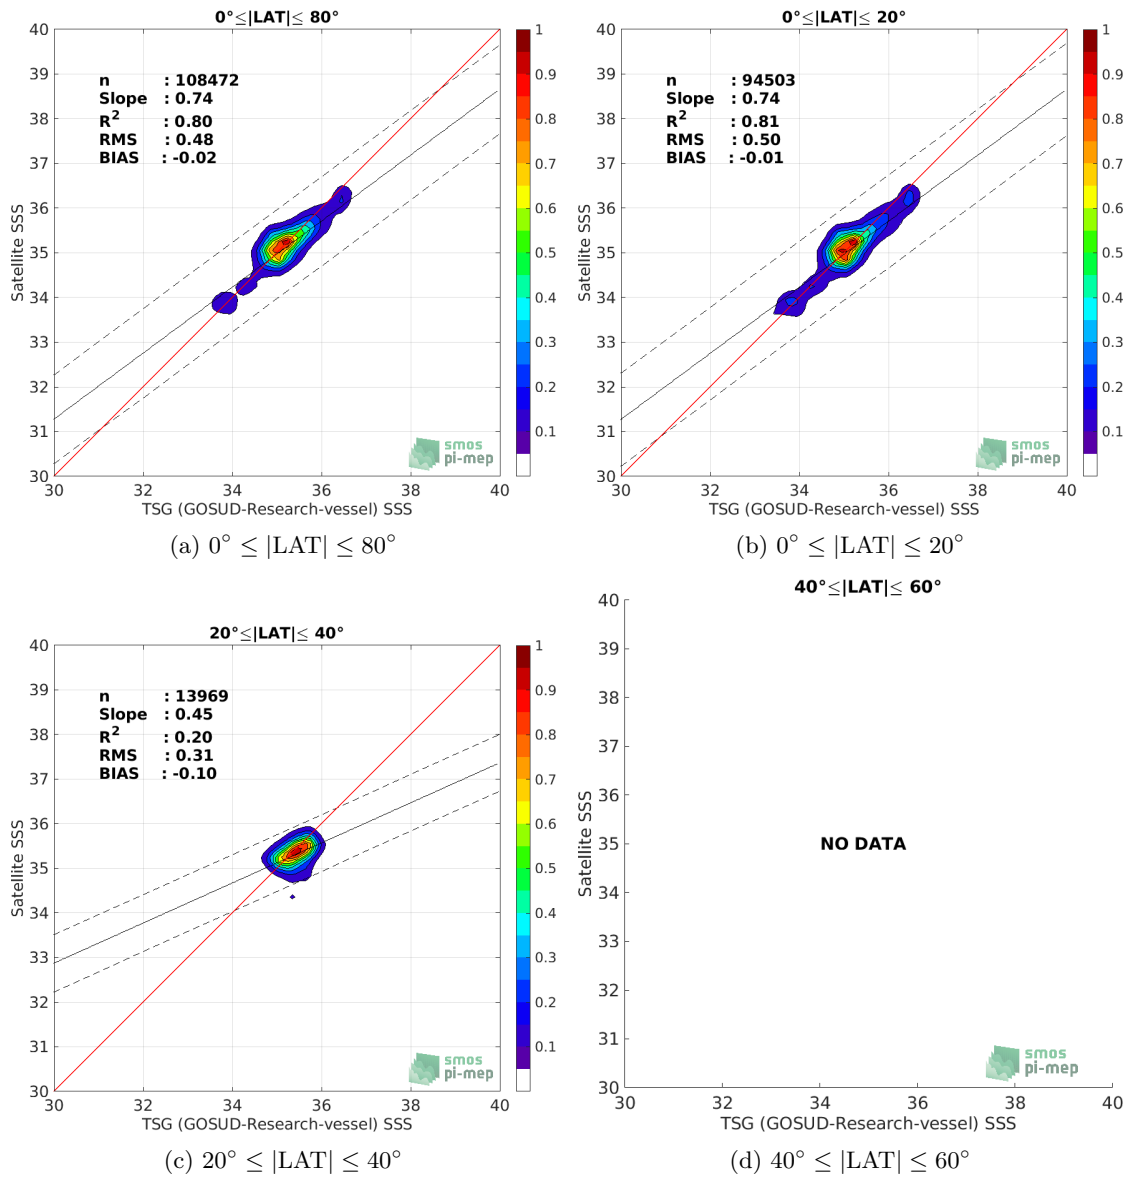 0°≤|LAT|≤ 80°
40
39
38
37
36
35
34
33
32
31
30
Satellite SSS
n : 108472
Slope : 0.74
R2 : 0.80
RMS : 0.48
BIAS : -0.02
smos
pi-mep
30 32 34 36 38 40
TSG (GOSUD-Research-vessel) SSS
1
0.9
0.8
0.7
0.6
0.5
0.4
0.3
0.2
0.1
(a) 0° ≤ |LAT| ≤ 80°
0°≤|LAT|≤ 20°
40
39
38
37
36
35
34
33
32
31
30
Satellite SSS
n : 94503
Slope : 0.74
R2 : 0.81
RMS : 0.50
BIAS : -0.01
smos
pi-mep
30 32 34 36 38 40
TSG (GOSUD-Research-vessel) SSS
1
0.9
0.8
0.7
0.6
0.5
0.4
0.3
0.2
0.1
(b) 0° ≤ |LAT| ≤ 20°
20°≤|LAT|≤ 40°
40
39
38
37
36
35
34
33
32
31
30
Satellite SSS
n : 13969
Slope : 0.45
R2 : 0.20
RMS : 0.31
BIAS : -0.10
smos
pi-mep
30 32 34 36 38 40
TSG (GOSUD-Research-vessel) SSS
1
0.9
0.8
0.7
0.6
0.5
0.4
0.3
0.2
0.1
(c) 20° ≤ |LAT| ≤ 40°
40°≤|LAT|≤ 60°
40
39
38
37
36
35
34
33
32
31
30
Satellite SSS
NO DATA
smos
pi-mep
30 32 34 36 38 40
TSG (GOSUD-Research-vessel) SSS
(d) 40° ≤ |LAT| ≤ 60°